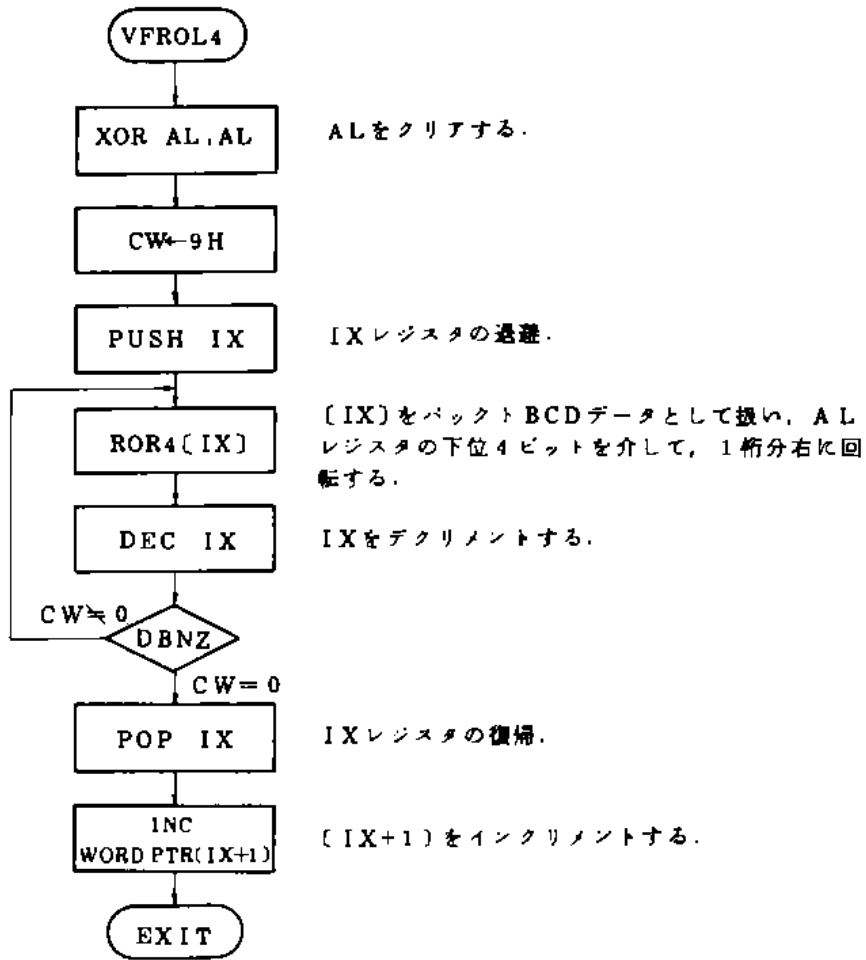 VFROL4
XOR AL,AL
ALをクリアする.
CW←9H
PUSH IX
IXレジスタの退避.
ROR4〔IX〕
〔IX〕をパックトBCDデータとして扱い, AL
レジスタの下位4ビットを介して, 1桁分右に回
転する.
DEC IX
IXをデクリメントする.
CW≠0
DBNZ
CW=0
POP IX
IXレジスタの復帰.
INC
WORD PTR(IX+1)
〔IX+1〕をインクリメントする.
EXIT